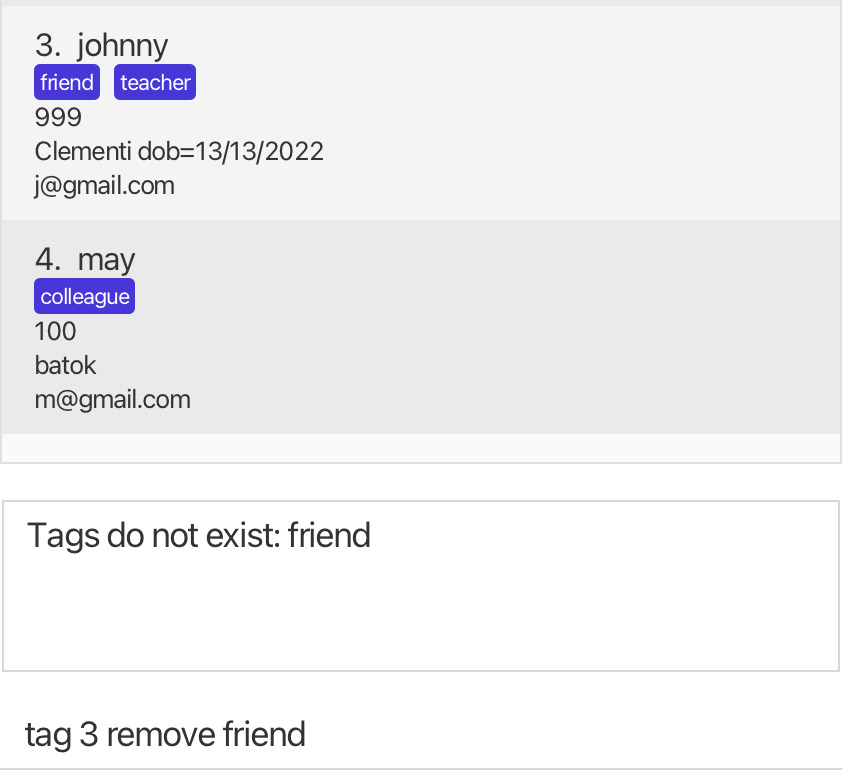 3. johnny
friend teacher
999
Clementi dob=13/13/2022
j@gmail.com
4. may
colleague
100
batok
m@gmail.com
Tags do not exist: friend
tag 3 remove friend